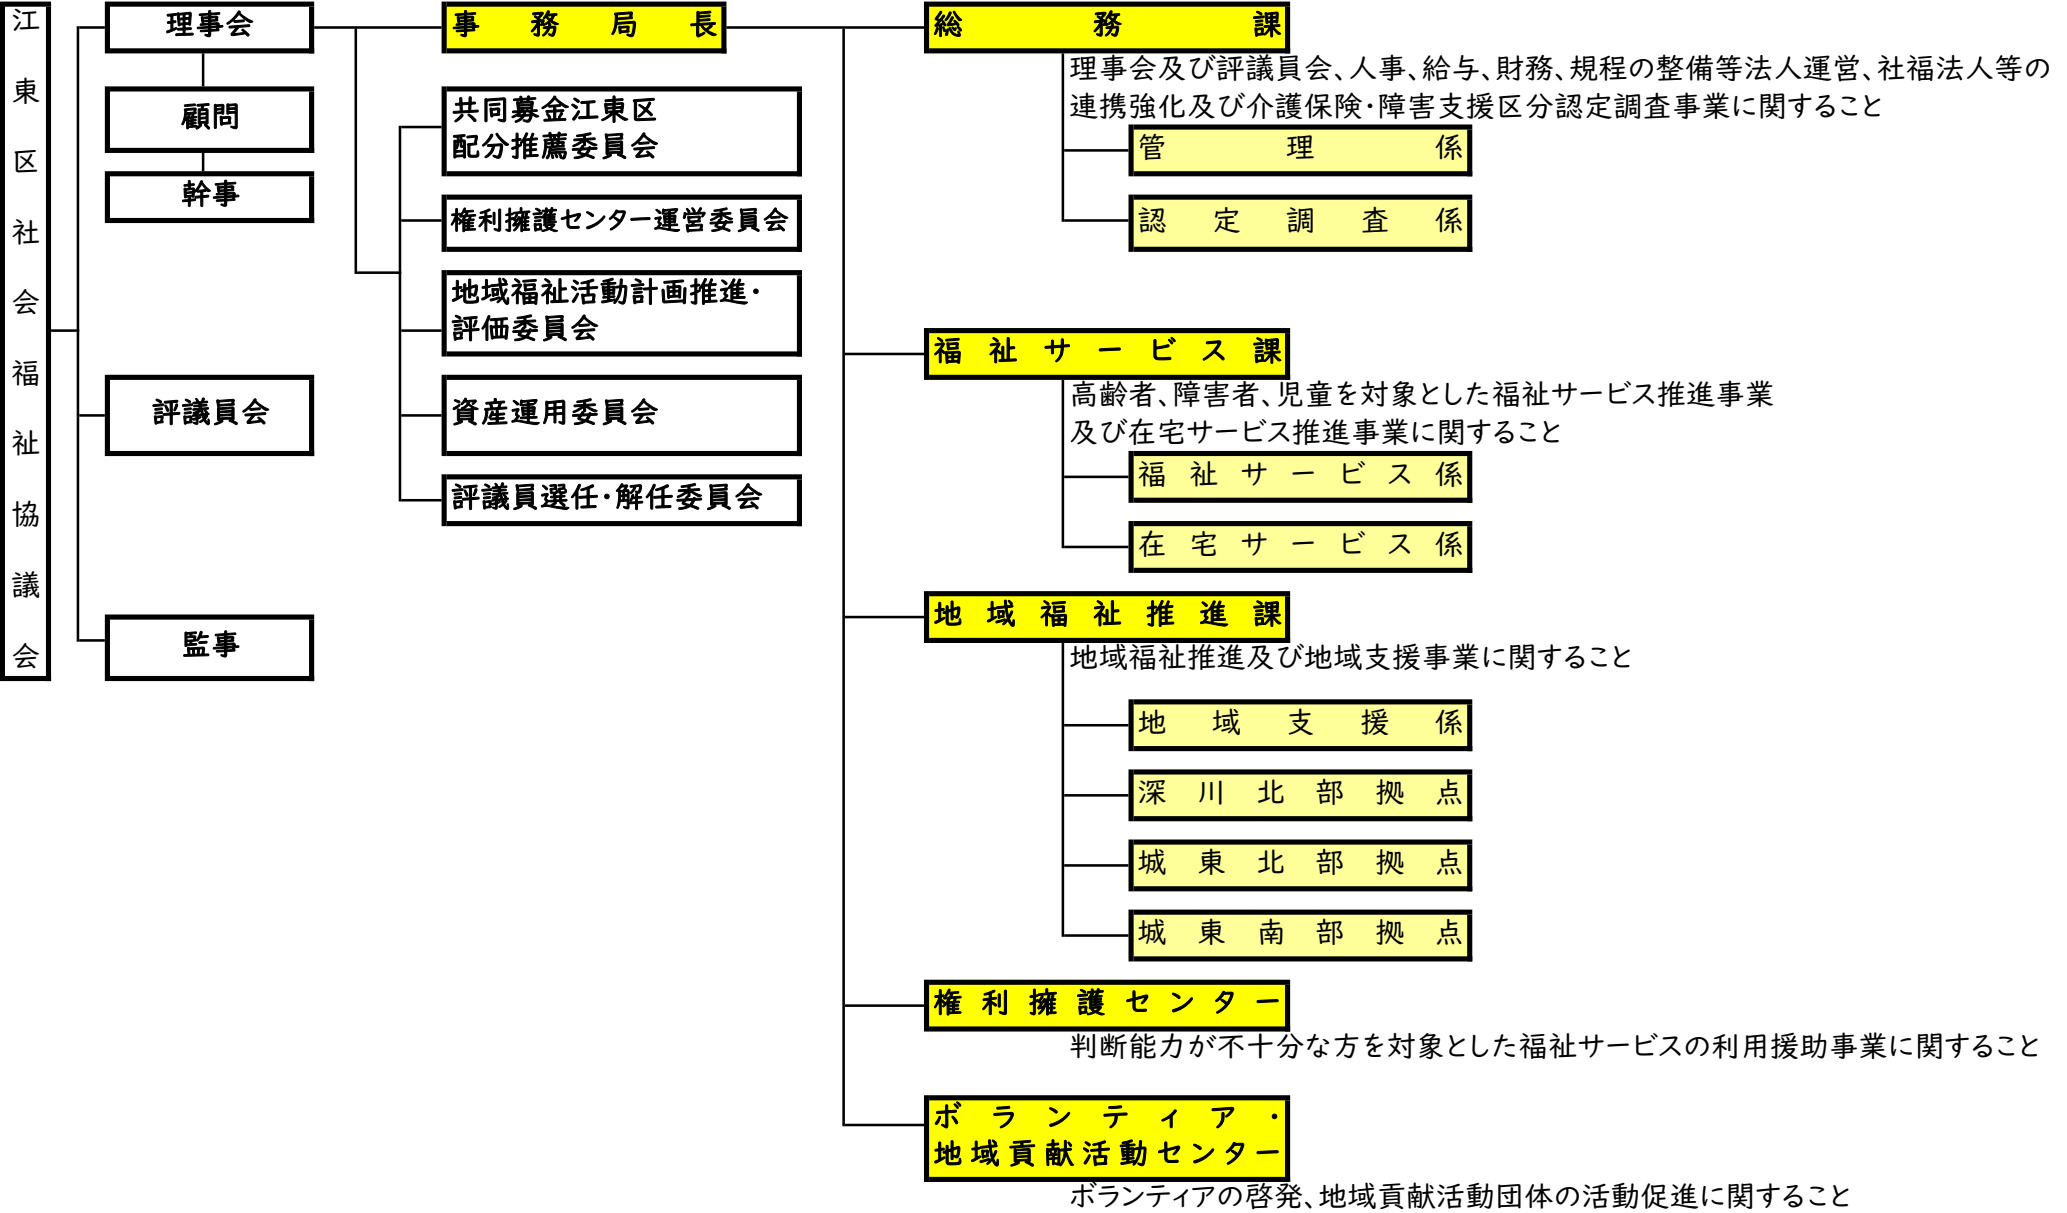 江東区社会福祉協議会
理事会
顧問
幹事
評議員会
監事
事務局長
共同募金江東区
配分推薦委員会
権利擁護センター運営委員会
地域福祉活動計画推進・
評価委員会
資産運用委員会
評議員選任・解任委員会
総務課
理事会及び評議員会、人事、給与、財務、規程の整備等法人運営、社福法人等の
連携強化及び介護保険・障害支援区分認定調査事業に関すること
管理係
認定調査係
福祉サービス課
高齢者、障害者、児童を対象とした福祉サービス推進事業
及び在宅サービス推進事業に関すること
福祉サービス係
在宅サービス係
地域福祉推進課
地域福祉推進及び地域支援事業に関すること
地域支援係
深川北部拠点
城東北部拠点
城東南部拠点
権利擁護センター
判断能力が不十分な方を対象とした福祉サービスの利用援助事業に関すること
ボランティア・
地域貢献活動センター
ボランティアの啓発、地域貢献活動団体の活動促進に関すること